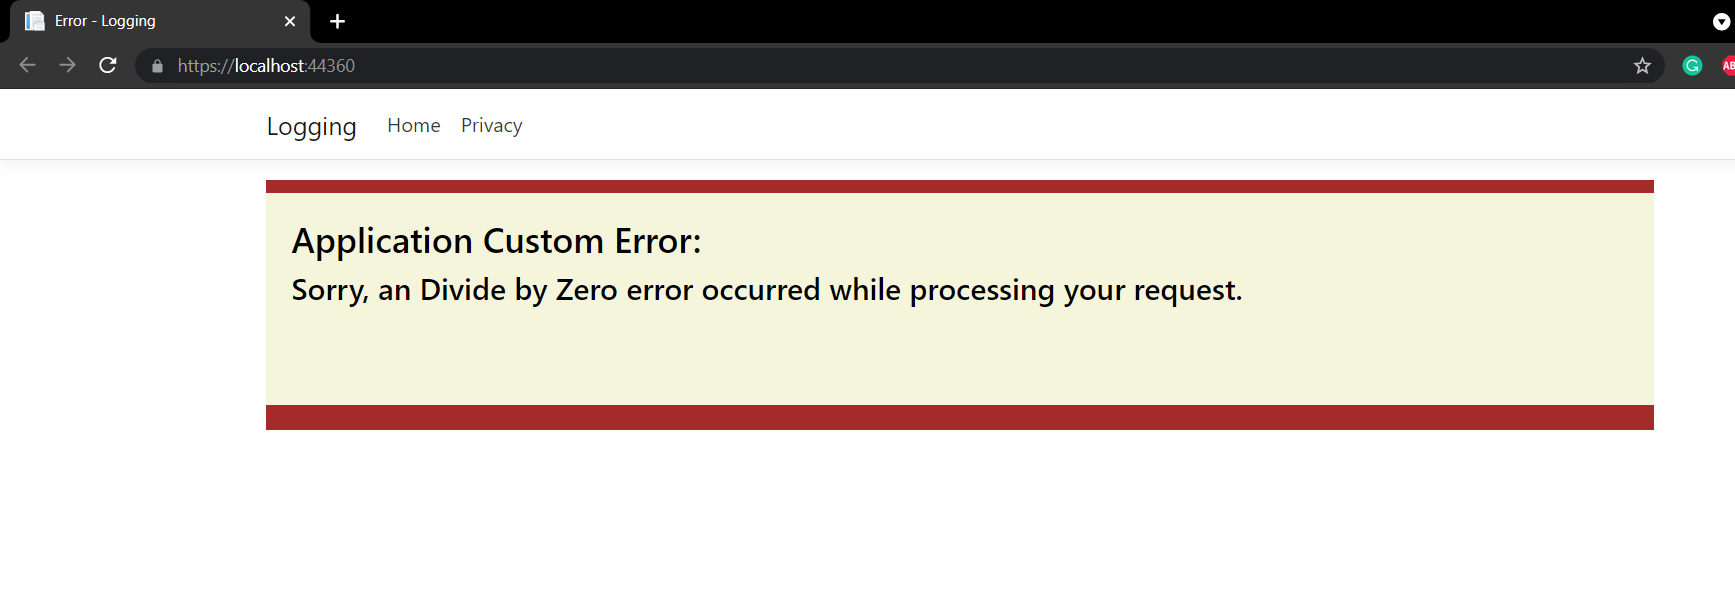 Error - Logging
https://localhost:44360
Logging Home Privacy
Application Custom Error:
Sorry, an Divide by Zero error occurred while processing your request.